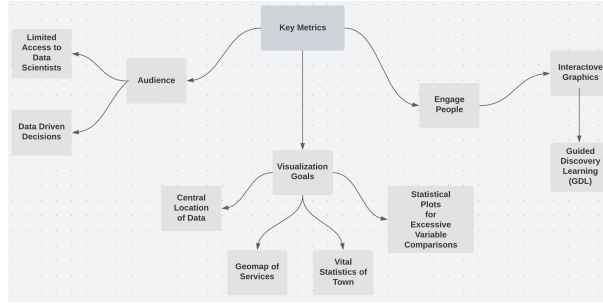 Key Metrics
Limited
Access to
Data
Scientists
Audience
Data Driven
Decisions
Engage
People
Interactove
Graphics
Guided
Discovery
Learning
(GDL)
Visualization
Goals
Central
Location
of Data
Geomap of
Services
Vital
Statistics of
Town
Statistical
Plots
for
Excessive
Variable
Comparisons